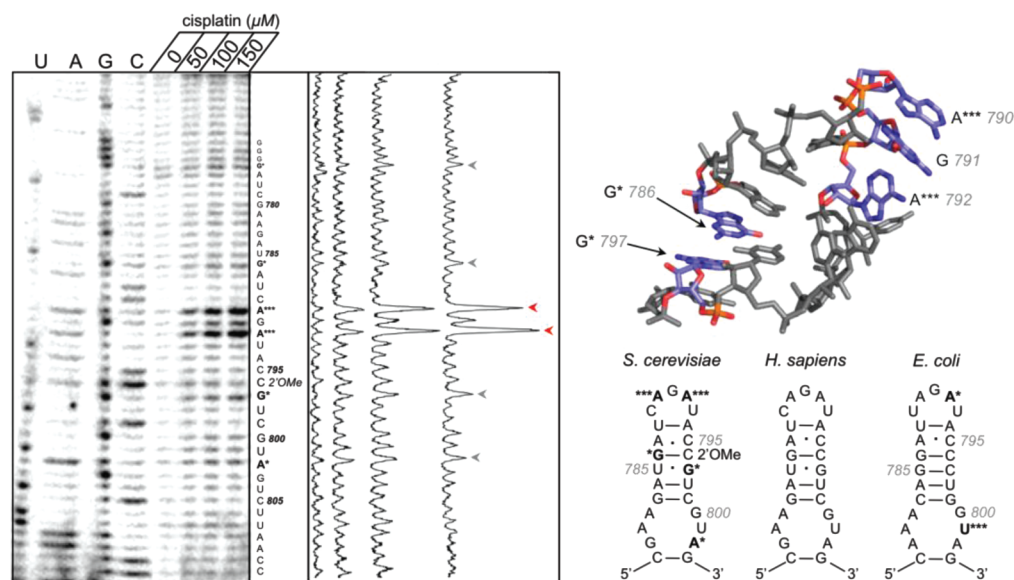 cisplatin (µM)
U A G C 0 50 100 150
G
G
G
G*
A
U
C
G 780
A
A
G
A
U 785
G*
A
U
C
A***
G
A***
U
A
C 795
C 2'OMe
G*
U
C
G 800
U
A*
G
U
C 805
U
U
A
A
C
C
A*** 790
G 791
A*** 792
G* 786
G* 797
S. cerevisiae
***A G A***
C U
U A
A C 795
*G C 2'OMe
785 U G*
A U
G C
A G 800
A U
A A*
C G
5' 3'
H. sapiens
G
A A
C U
U A
A C
G C
U G
A U
G C
A G
A U
A A
C G
5' 3'
E. coli
A G A*
U U
U A
A C 795
G C
785 G C
A U
C G
A G 800
A U***
A A
C G
5' 3'